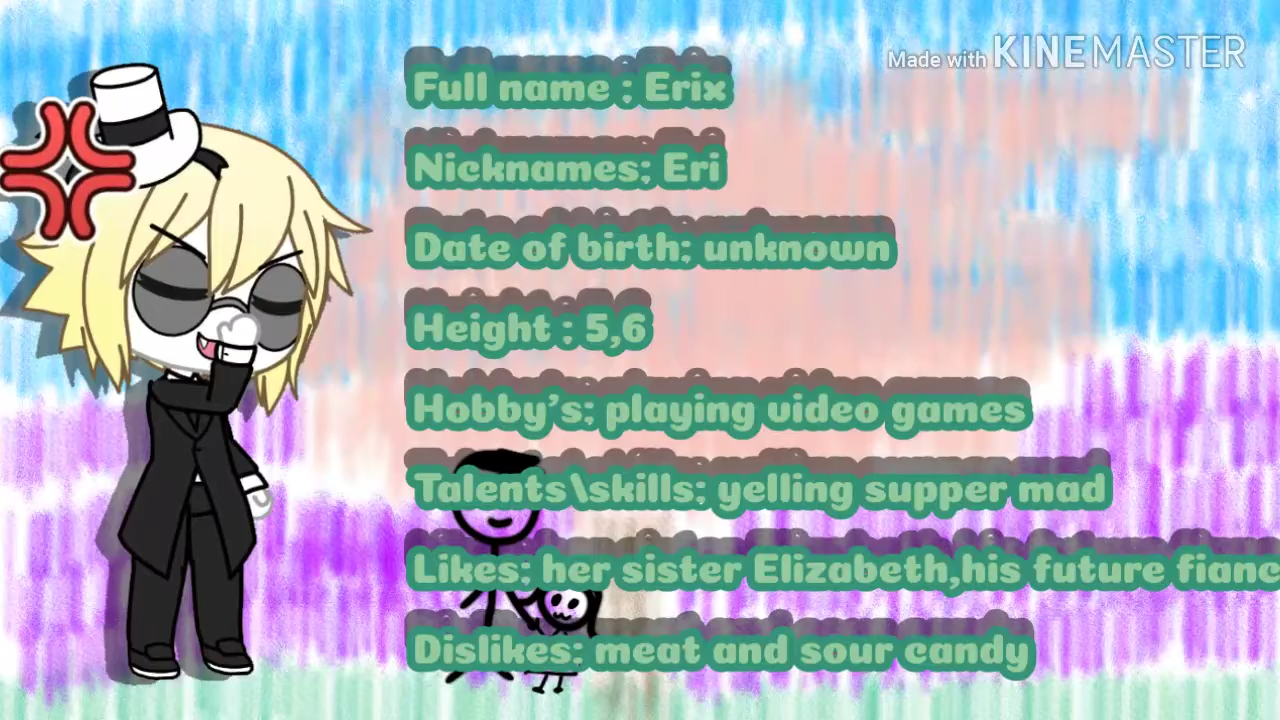 Made with KINEMASTER
Full name : Erix
Nicknames; Eri
Date of birth; unknown
Height : 5,6
Hobby's; playing video games
Talents\skills; yelling supper mad
Likes; her sister Elizabeth,his future fianc
Dislikes; meat and sour candy